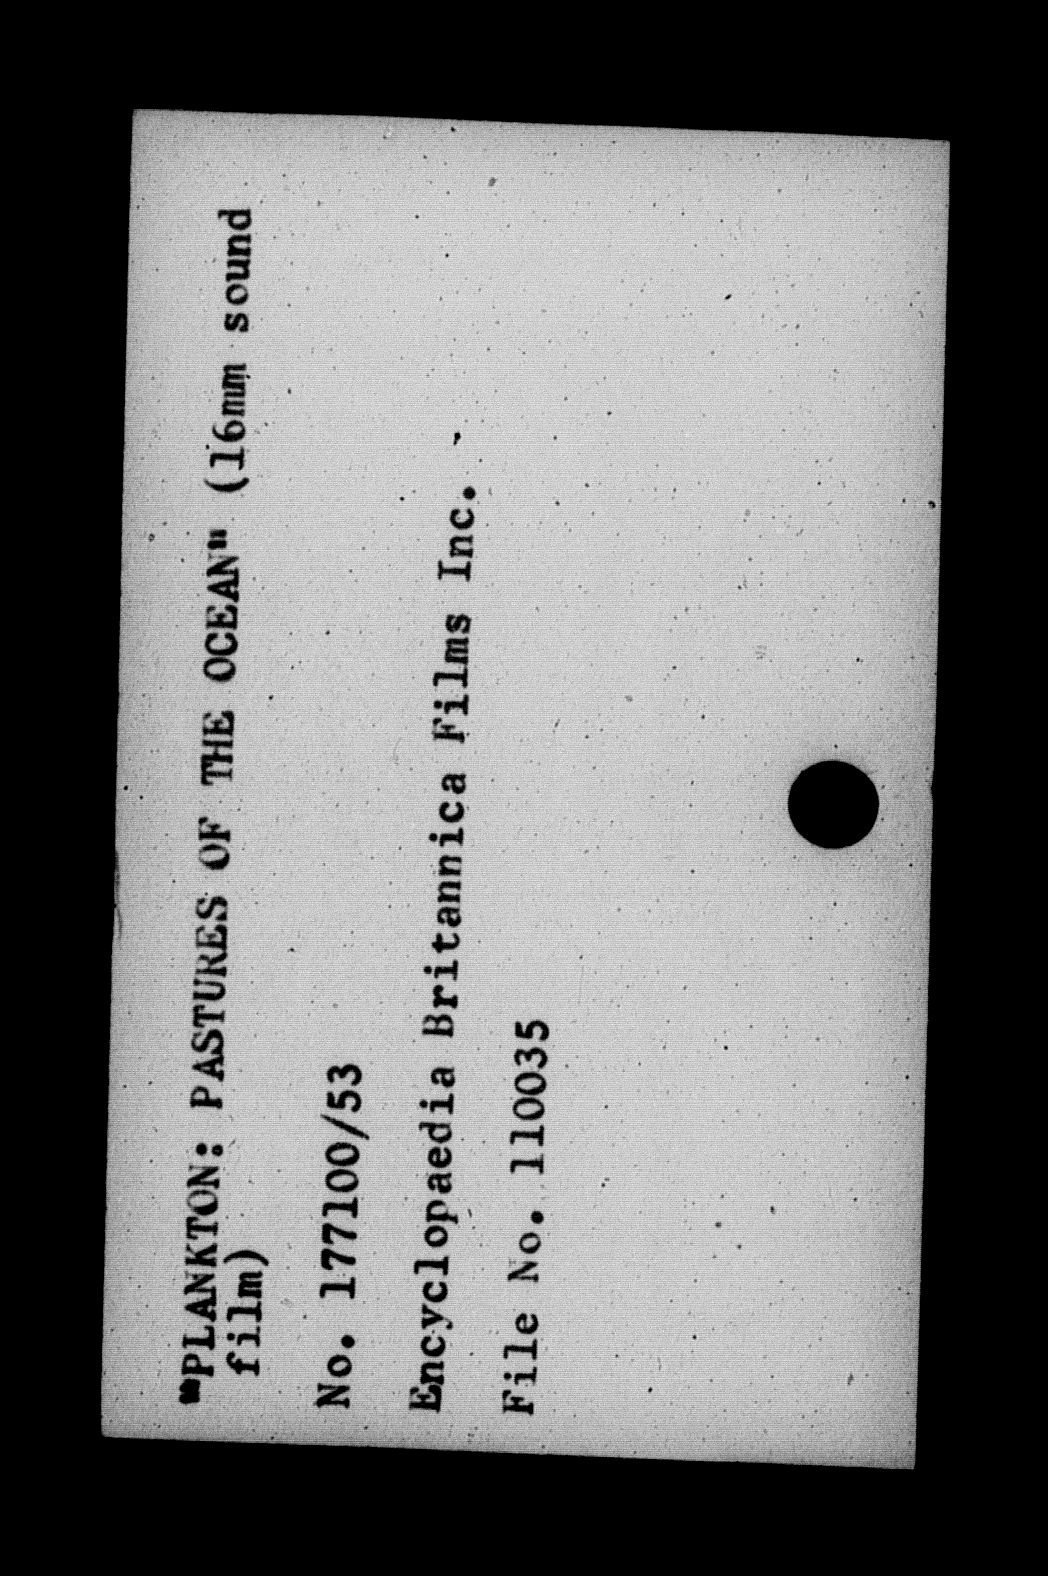 "PLANKTON: PASTURES OF THE OCEAN" (16mm sound
film)
No. 177100/53
Encyclopaedia Britannica Films Inc.
File No. 110035